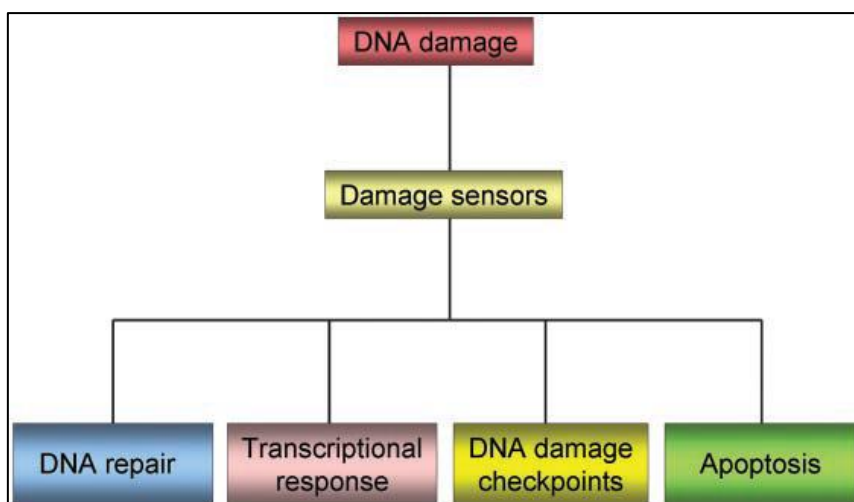 DNA damage
Damage sensors
DNA repair
Transcriptional
response
DNA damage
checkpoints
Apoptosis